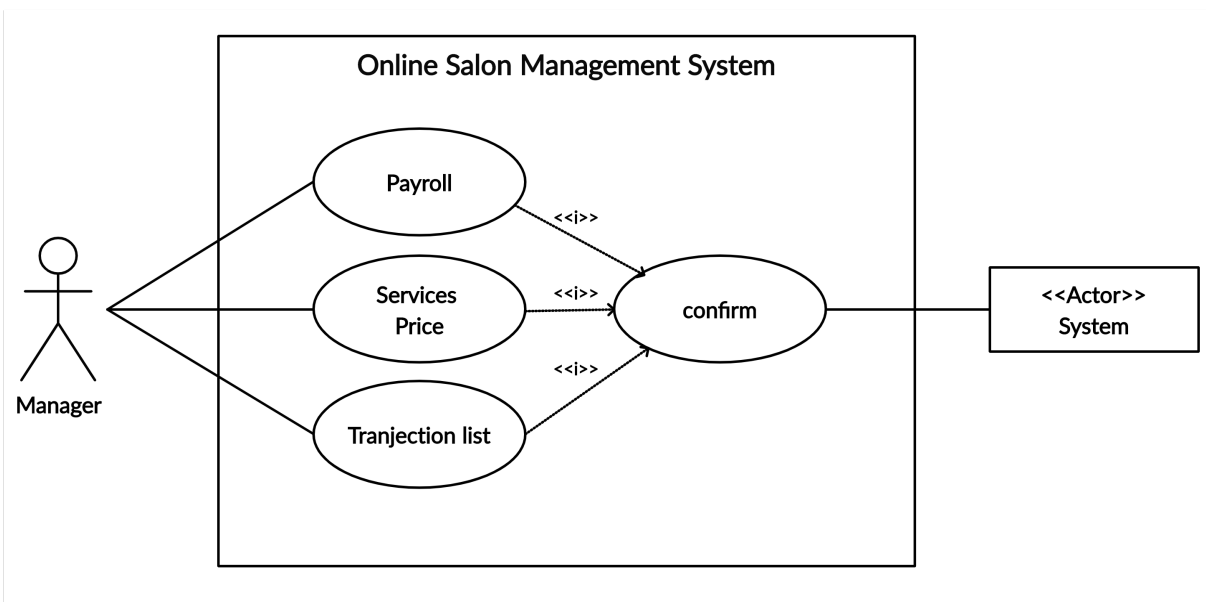 Online Salon Management System
Payroll
<<i>>
Services
Price
<<i>>
confirm
<<Actor>>
System
<<i>>
Manager
Tranjection list